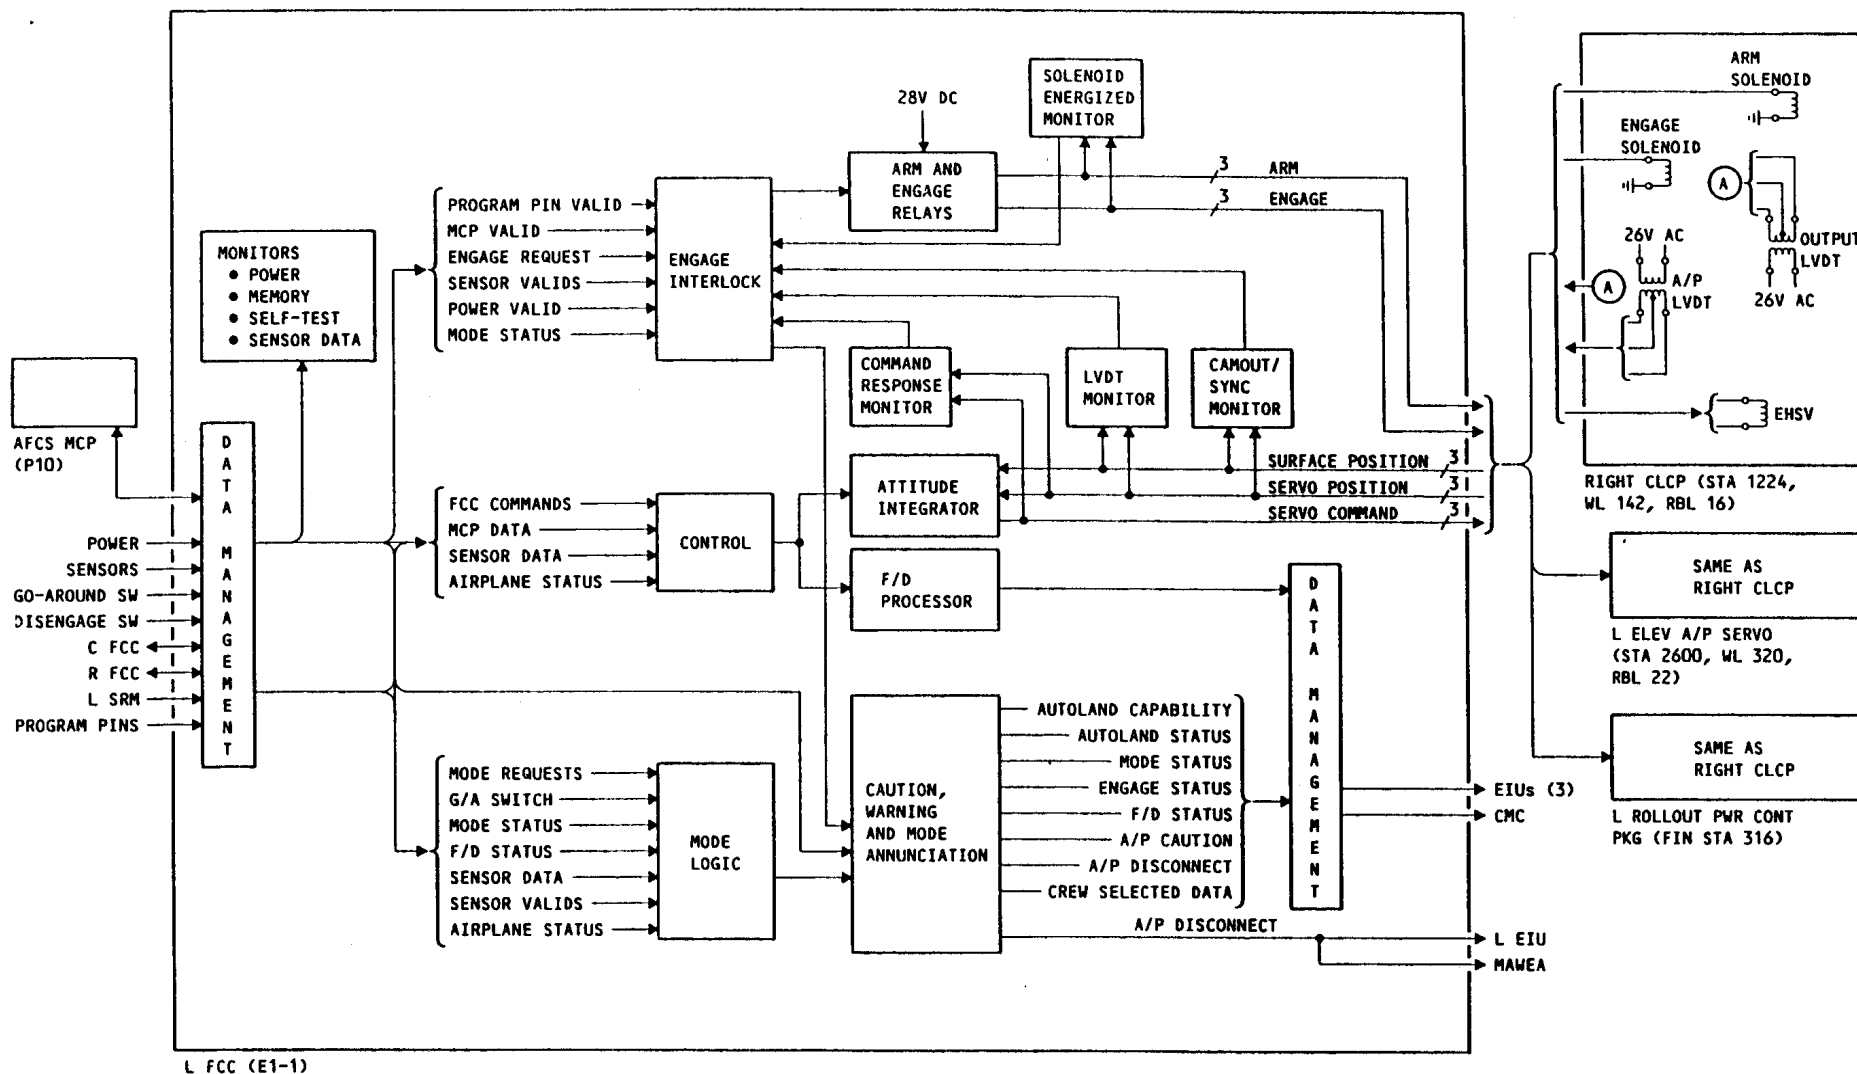 SOLENOID
ENERGIZED
MONITOR
28V DC
ARM AND
ENGAGE
RELAYS
3
ARM
3
ENGAGE
ARM
SOLENOID
ENGAGE
SOLENOID
A
26V AC
A/P
LVDT
OUTPUT
LVDT
26V AC
A
EHSV
RIGHT CLCP (STA 1224,
WL 142, RBL 16)
MONITORS
● POWER
● MEMORY
● SELF-TEST
● SENSOR DATA
PROGRAM PIN VALID
MCP VALID
ENGAGE REQUEST
SENSOR VALIDS
POWER VALID
MODE STATUS
ENGAGE
INTERLOCK
COMMAND
RESPONSE
MONITOR
LVDT
MONITOR
CAMOUT/
SYNC
MONITOR
AFCS MCP
(P10)
DATA MANAGEMENT
POWER
SENSORS
GO-AROUND SW
DISENGAGE SW
C FCC
R FCC
L SRM
PROGRAM PINS
FCC COMMANDS
MCP DATA
SENSOR DATA
AIRPLANE STATUS
CONTROL
ATTITUDE
INTEGRATOR
SURFACE POSITION 3
SERVO POSITION 3
SERVO COMMAND 3
F/D
PROCESSOR
DATA MANAGEMENT
SAME AS
RIGHT CLCP
L ELEV A/P SERVO
(STA 2600, WL 320,
RBL 22)
SAME AS
RIGHT CLCP
L ROLLOUT PWR CONT
PKG (FIN STA 316)
MODE REQUESTS
G/A SWITCH
MODE STATUS
F/D STATUS
SENSOR DATA
SENSOR VALIDS
AIRPLANE STATUS
MODE
LOGIC
CAUTION,
WARNING
AND MODE
ANNUNCIATION
AUTOLAND CAPABILITY
AUTOLAND STATUS
MODE STATUS
ENGAGE STATUS
F/D STATUS
A/P CAUTION
A/P DISCONNECT
CREW SELECTED DATA
A/P DISCONNECT
EIUs (3)
CMC
L EIU
MAWEA
L FCC (E1-1)